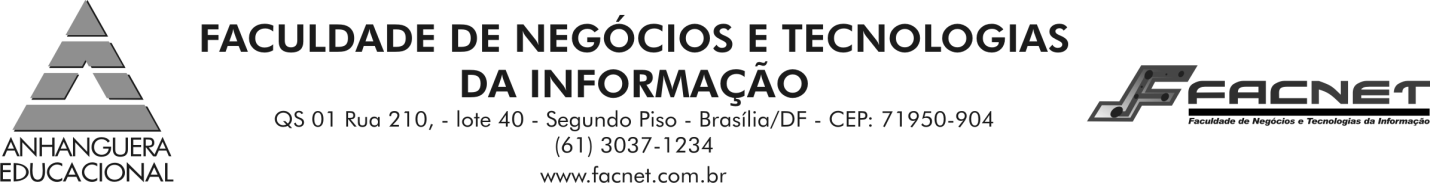 ANHANGUERA
EDUCACIONAL
FACULDADE DE NEGÓCIOS E TECNOLOGIAS
DA INFORMAÇÃO
QS 01 Rua 210, - lote 40 - Segundo Piso - Brasília/DF - CEP: 71950-904
(61) 3037-1234
www.facnet.com.br
FACNET
Faculdade de Negócios e Tecnologias da Informação